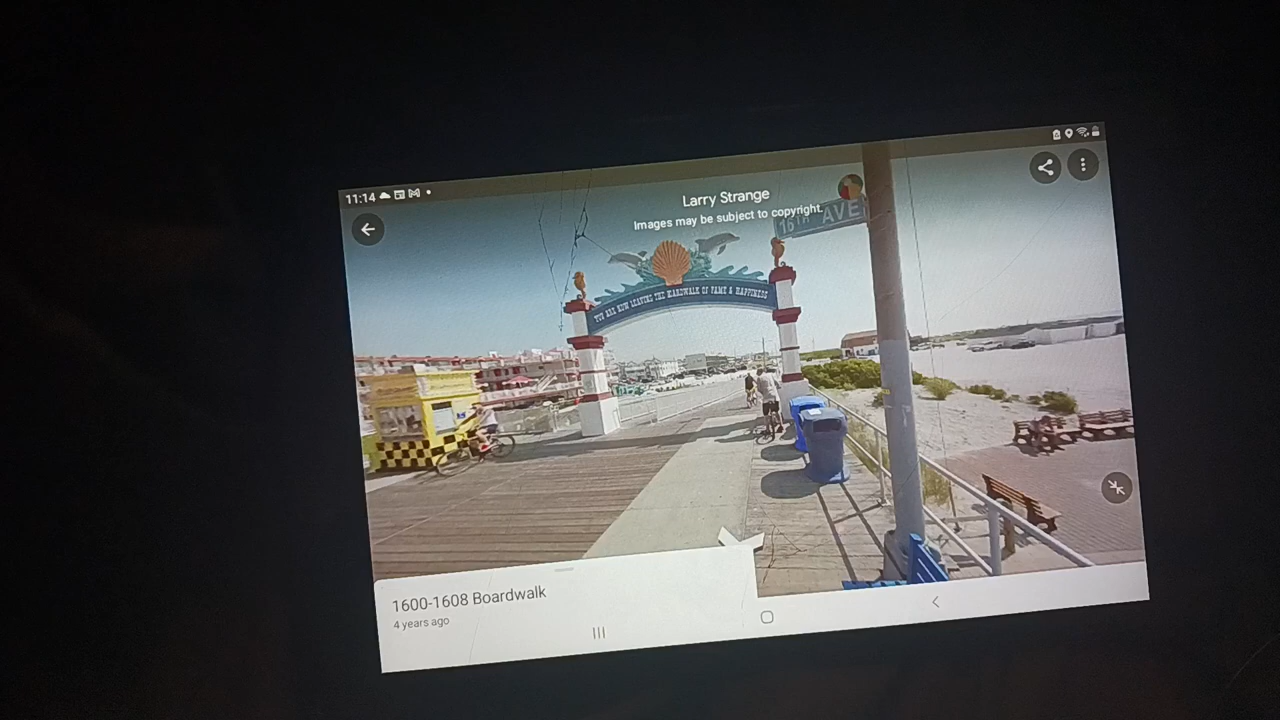 11:14
Larry Strange
Images may be subject to copyright.
16TH AVE
YOU ARE NOW LEAVING THE BOARDWALK OF FAME & HAPPINESS
1600-1608 Boardwalk
4 years ago